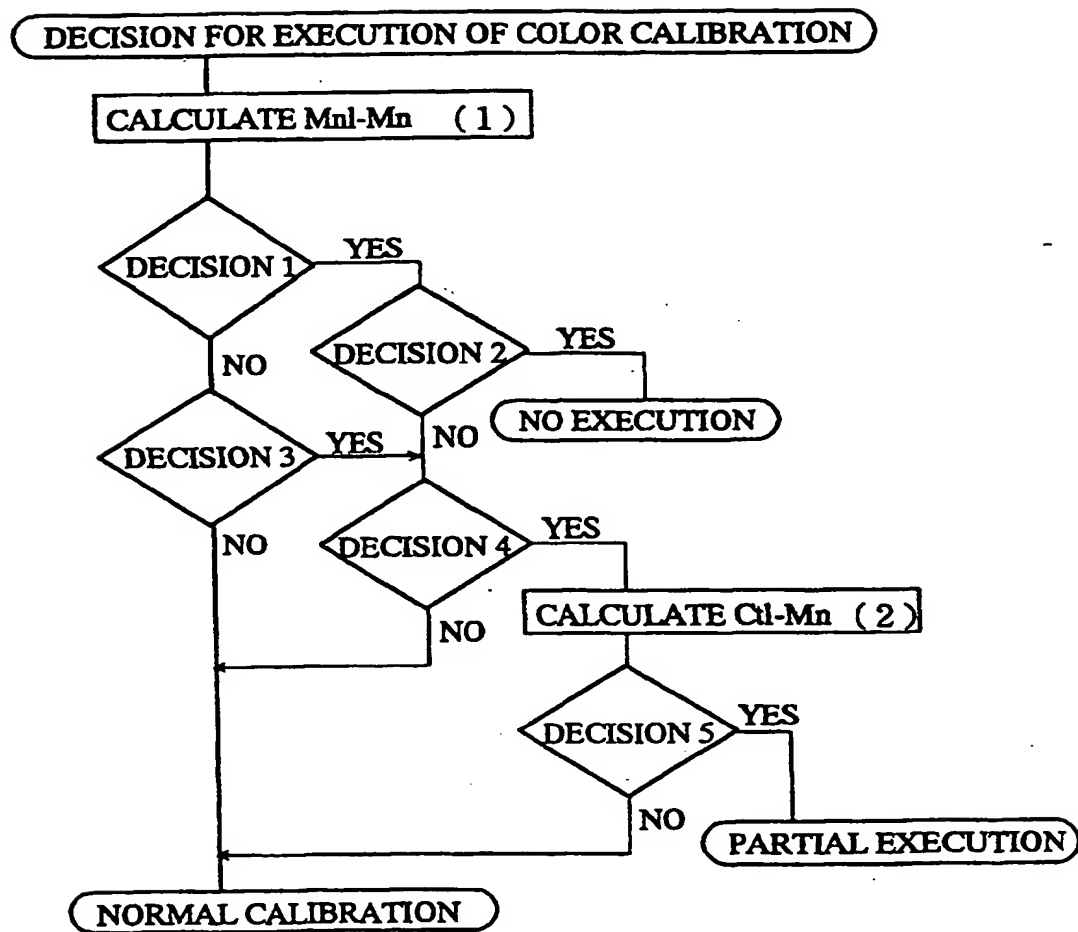 DECISION FOR EXECUTION OF COLOR CALIBRATION
CALCULATE Mnl-Mn (1)
DECISION 1
YES
NO
DECISION 2
YES
NO
NO EXECUTION
DECISION 3
YES
NO
DECISION 4
YES
NO
CALCULATE Ctl-Mn (2)
DECISION 5
YES
NO
PARTIAL EXECUTION
NORMAL CALIBRATION